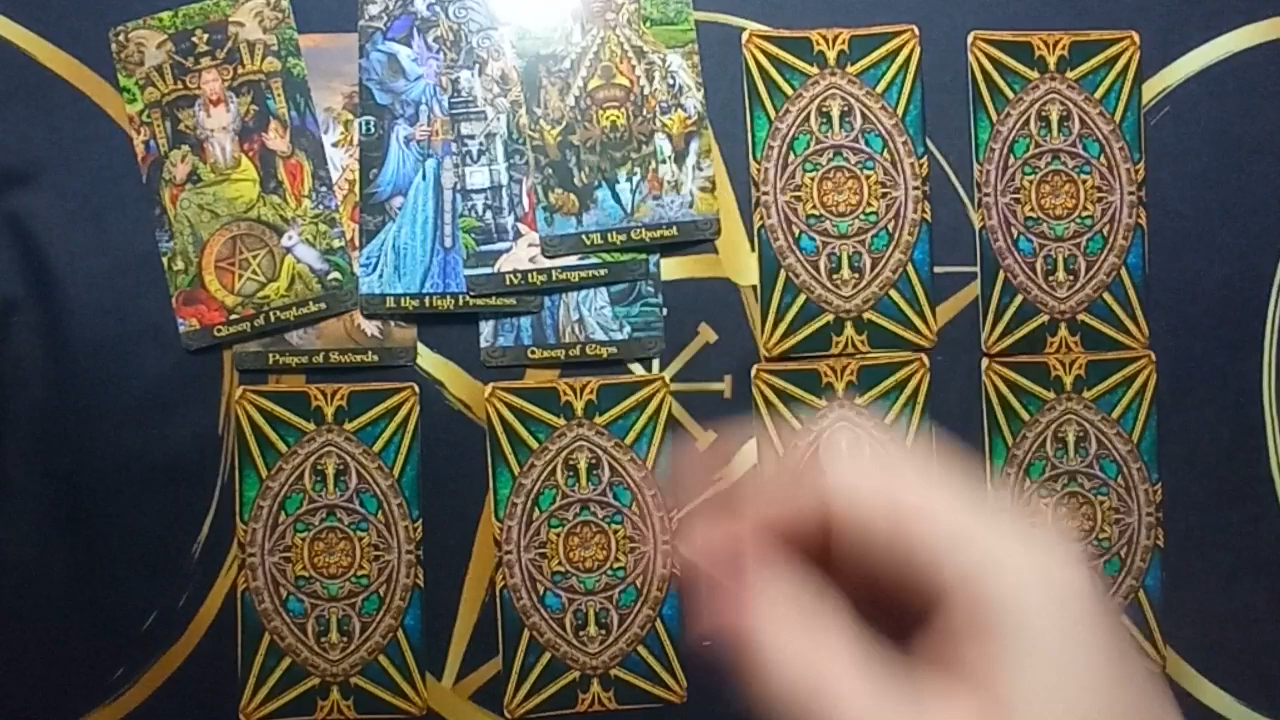 Queen of Pentacles
Prince of Swords
B
II. the High Priestess
IV. the Emperor
VII. the Chariot
Queen of Cups